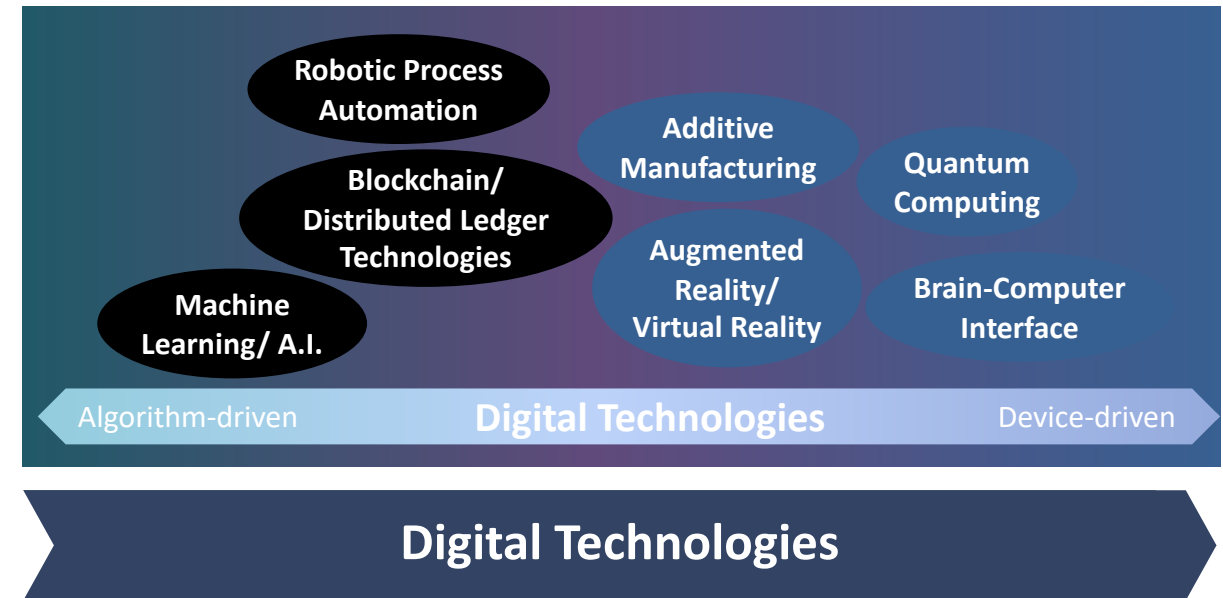 Robotic Process
Automation
Blockchain/
Distributed Ledger
Technologies
Machine
Learning/ A.I.
Additive
Manufacturing
Augmented
Reality/
Virtual Reality
Quantum
Computing
Brain-Computer
Interface
Algorithm-driven
Digital Technologies
Device-driven
Digital Technologies